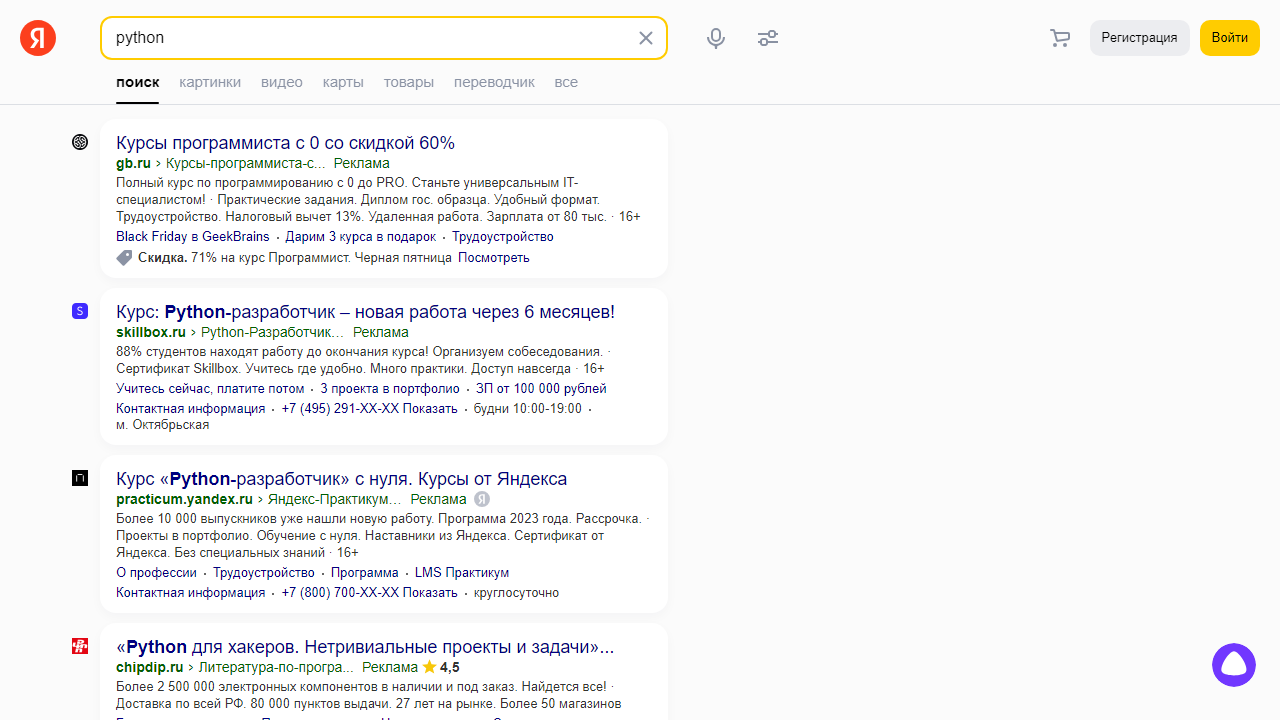 Я
python
Регистрация
Войти
поиск картинки видео карты товары переводчик все
Курсы программиста с 0 со скидкой 60%
gb.ru › Курсы-программиста-с... Реклама
Полный курс по программированию с 0 до PRO. Станьте универсальным IT-
специалистом! · Практические задания. Диплом гос. образца. Удобный формат.
Трудоустройство. Налоговый вычет 13%. Удаленная работа. Зарплата от 80 тыс. · 16+
Black Friday в GeekBrains · Дарим 3 курса в подарок · Трудоустройство
Скидка. 71% на курс Программист. Черная пятница Посмотреть
S
Курс: Python-разработчик – новая работа через 6 месяцев!
skillbox.ru › Python-Разработчик... Реклама
88% студентов находят работу до окончания курса! Организуем собеседования. ·
Сертификат Skillbox. Учитесь где удобно. Много практики. Доступ навсегда · 16+
Учитесь сейчас, платите потом · 3 проекта в портфолио · ЗП от 100 000 рублей
Контактная информация · +7 (495) 291-XX-XX Показать · будни 10:00-19:00 ·
м. Октябрьская
Курс «Python-разработчик» с нуля. Курсы от Яндекса
practicum.yandex.ru › Яндекс-Практикум... Реклама Я
Более 10 000 выпускников уже нашли новую работу. Программа 2023 года. Рассрочка. ·
Проекты в портфолио. Обучение с нуля. Наставники из Яндекса. Сертификат от
Яндекса. Без специальных знаний · 16+
О профессии · Трудоустройство · Программа · LMS Практикум
Контактная информация · +7 (800) 700-XX-XX Показать · круглосуточно
«Python для хакеров. Нетривиальные проекты и задачи»...
chipdip.ru › Литература-по-програ... Реклама 4,5
Более 2 500 000 электронных компонентов в наличии и под заказ. Найдется все! ·
Доставка по всей РФ. 80 000 пунктов выдачи. 27 лет на рынке. Более 50 магазинов